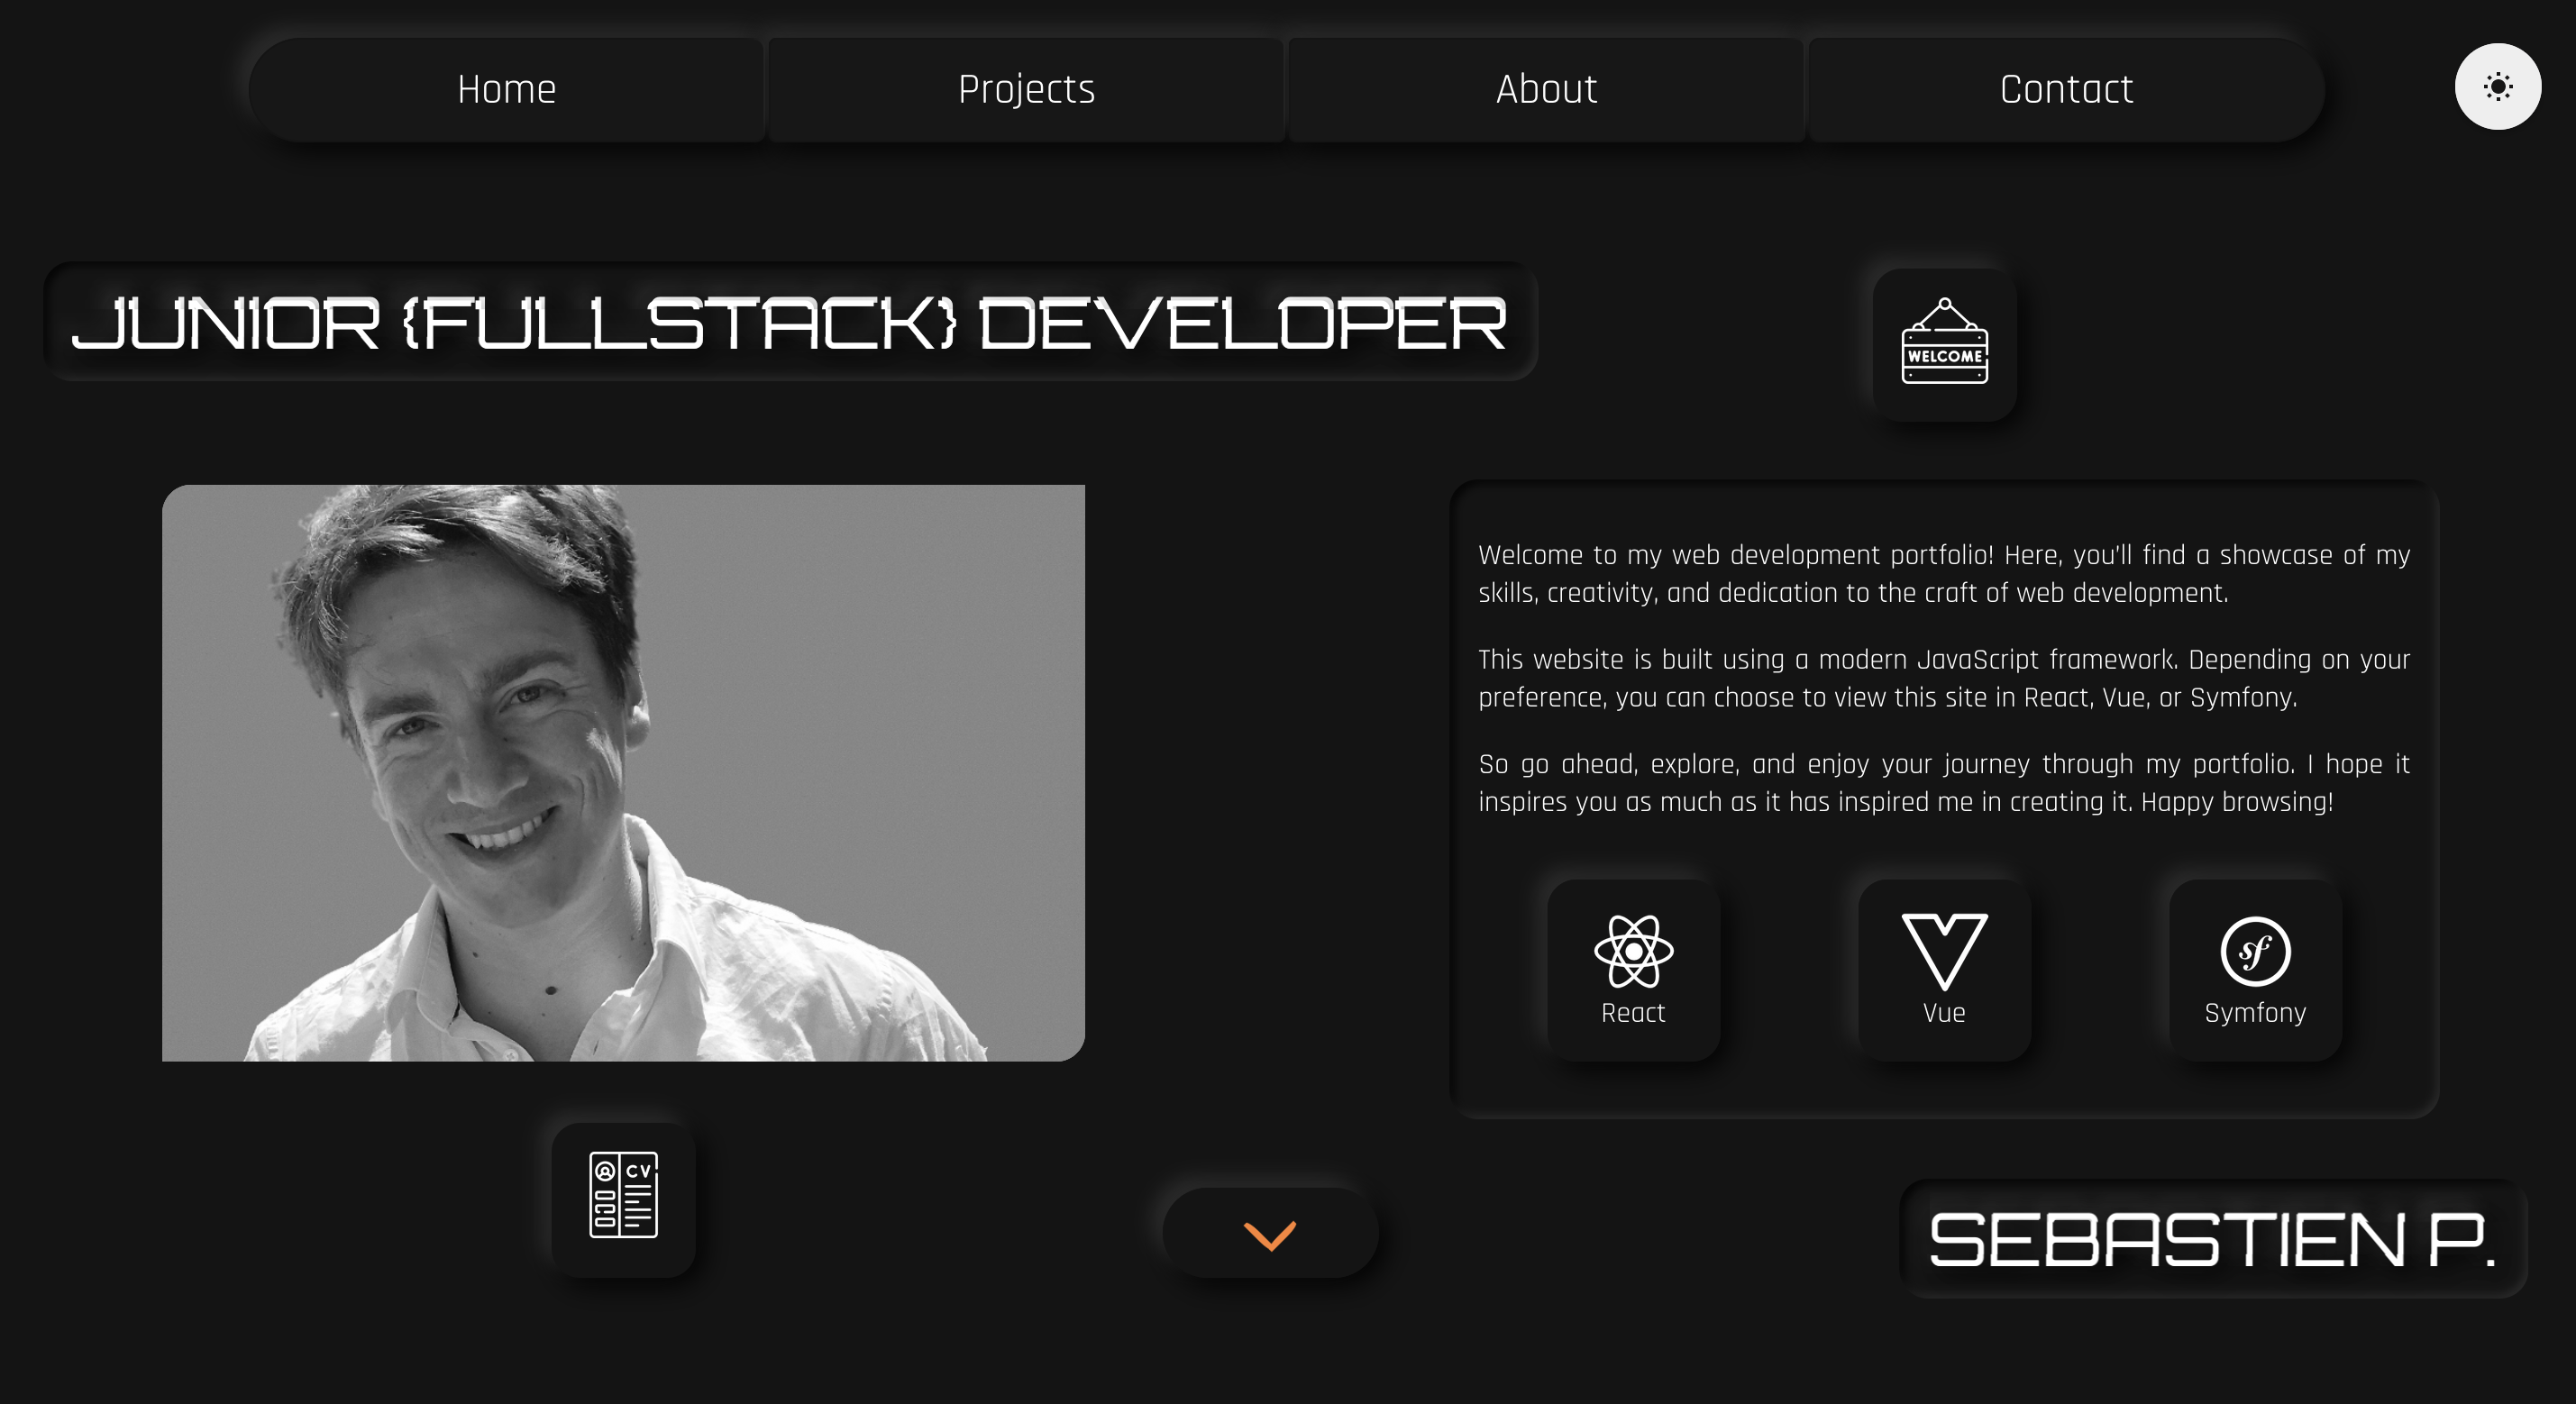 Home
Projects
About
Contact
JUNIOR {FULLSTACK} DEVELOPER
WELCOME
Welcome to my web development portfolio! Here, you'll find a showcase of my
skills, creativity, and dedication to the craft of web development.
This website is built using a modern JavaScript framework. Depending on your
preference, you can choose to view this site in React, Vue, or Symfony.
So go ahead, explore, and enjoy your journey through my portfolio. I hope it
inspires you as much as it has inspired me in creating it. Happy browsing!
sf
React
Vue
Symfony
CV
SEBASTIEN P.